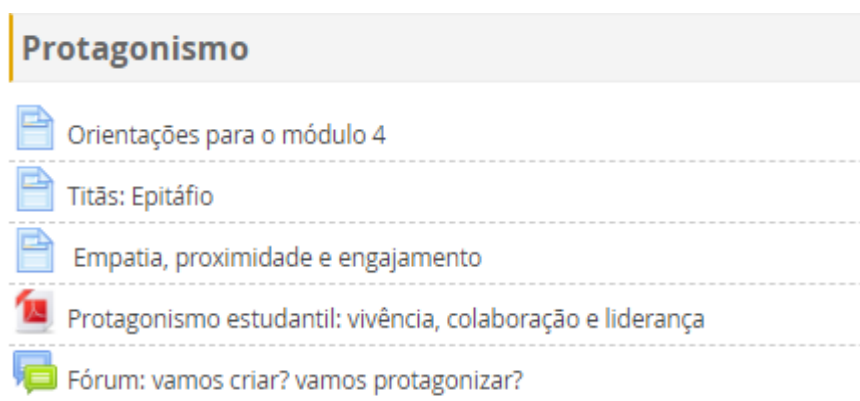 Protagonismo
Orientações para o módulo 4
Titãs: Epitáfio
Empatia, proximidade e engajamento
Protagonismo estudantil: vivência, colaboração e liderança
Fórum: vamos criar? vamos protagonizar?